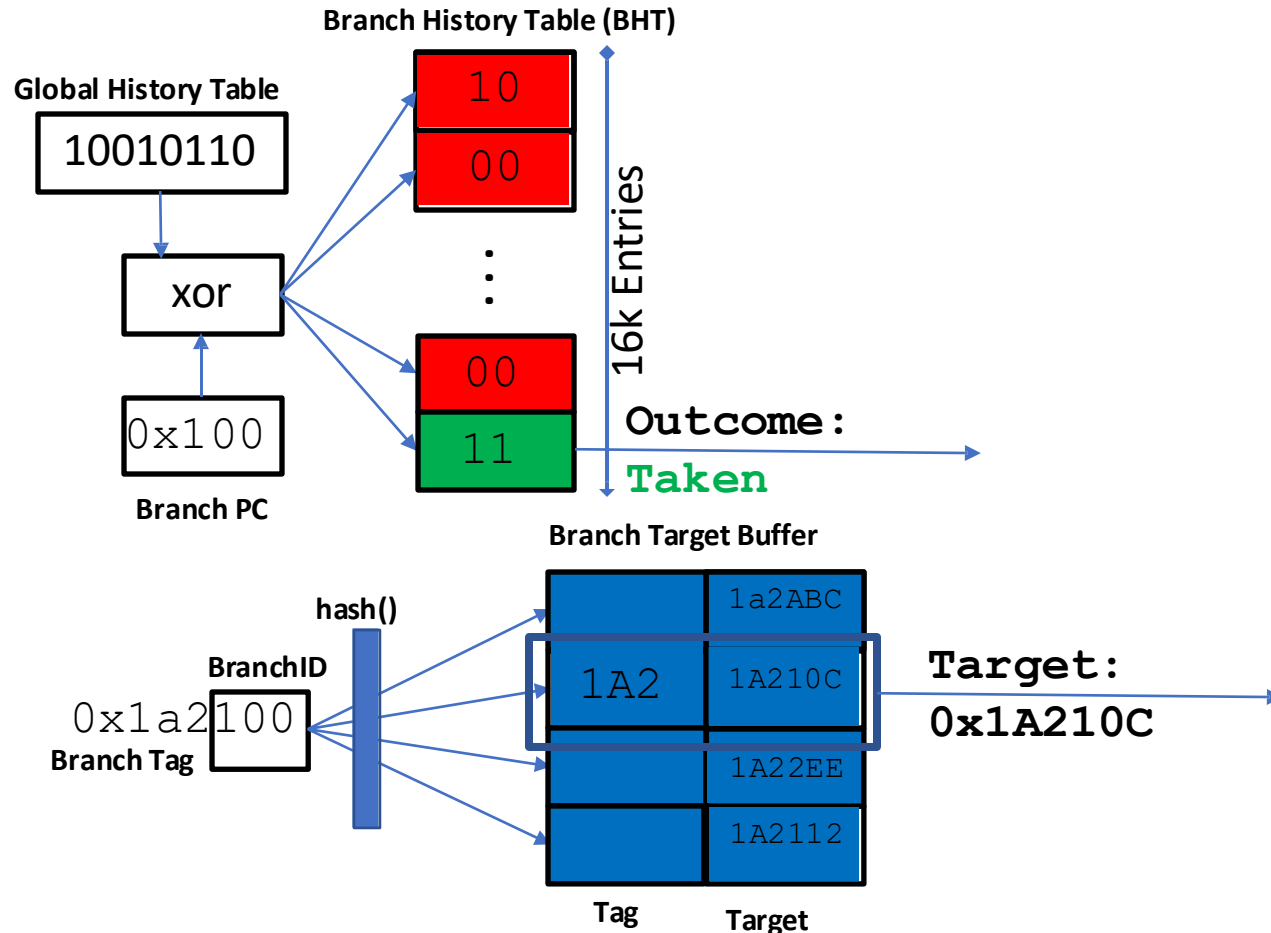 Branch History Table (BHT)
Global History Table
10010110
xor
0x100
Branch PC
10
00
00
11
16k Entries
Outcome:
Taken
Branch Target Buffer
hash()
BranchID
0x1a2100
Branch Tag
1a2ABC
1A2
1A210C
1A22EE
1A2112
Tag
Target
Target:
0x1A210C